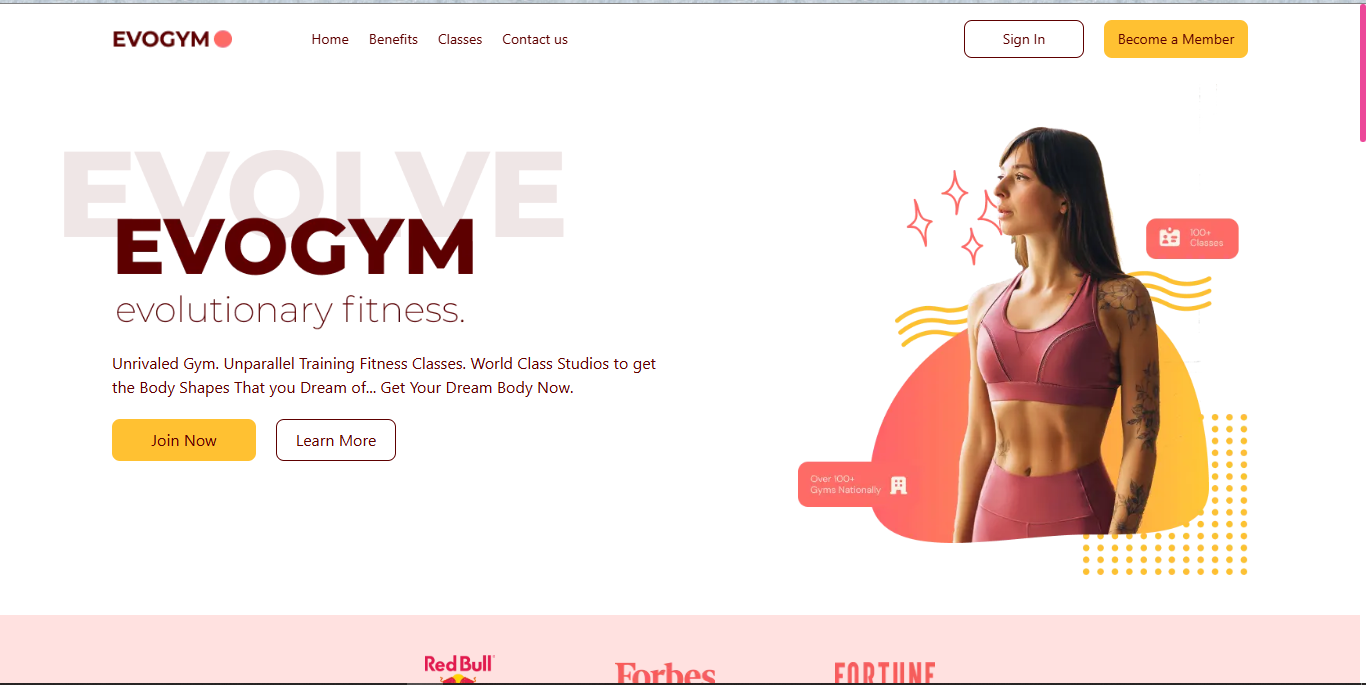 EVOGYM
Home
Benefits
Classes
Contact us
Sign In
Become a Member
EVOLVE
EVOGYM
evolutionary fitness.
Unrivaled Gym. Unparallel Training Fitness Classes. World Class Studios to get
the Body Shapes That you Dream of... Get Your Dream Body Now.
Join Now
Learn More
100+
Classes
Over 100+
Gyms Nationally
Red Bull
Forbes
FORTUNE